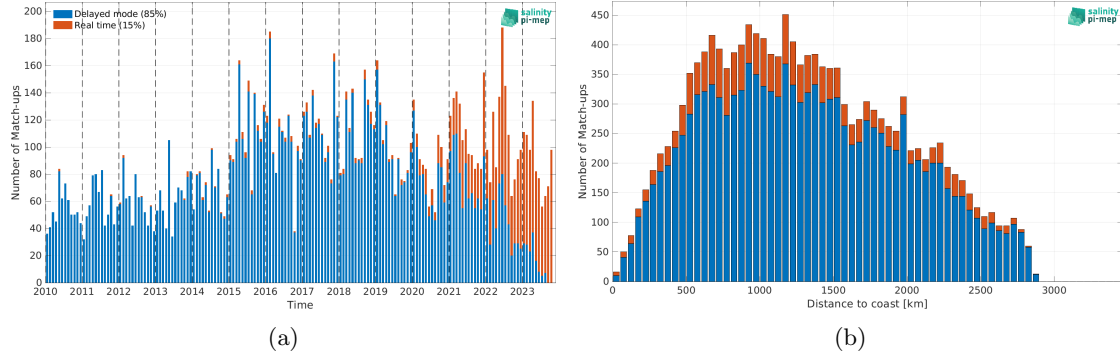 Delayed mode (85%)
Real time (15%)
salinity
pi-mep
Number of Match-ups
200
180
160
140
120
100
80
60
40
20
0
2010 2011 2012 2013 2014 2015 2016 2017 2018 2019 2020 2021 2022 2023
Time
(a)
salinity
pi-mep
Number of Match-ups
450
400
350
300
250
200
150
100
50
0
0 500 1000 1500 2000 2500 3000
Distance to coast [km]
(b)